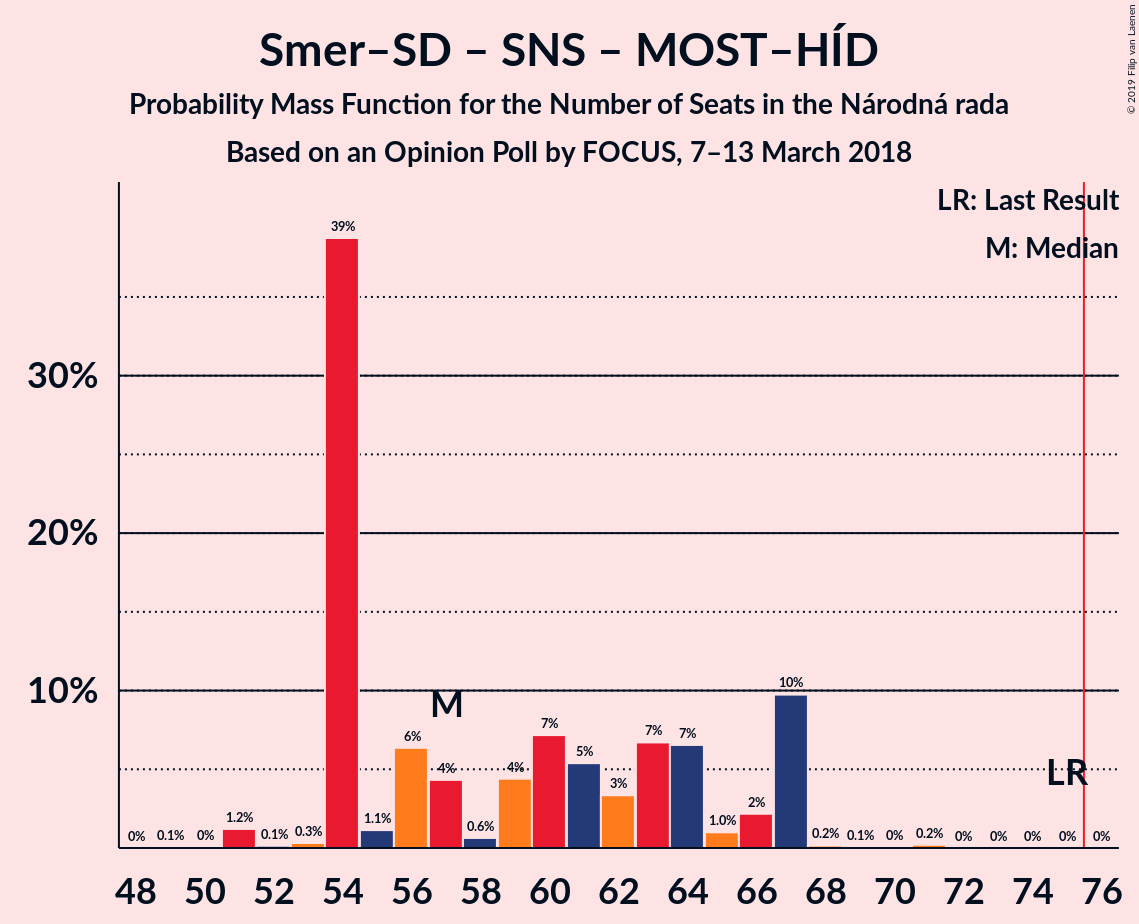 Smer–SD – SNS – MOST–HÍD
Probability Mass Function for the Number of Seats in the Národná rada
Based on an Opinion Poll by FOCUS, 7–13 March 2018
© 2019 Filip van Laenen
LR: Last Result
M: Median
30%
20%
10%
0% 0.1% 0% 1.2% 0.1% 0.3% 39% 1.1% 6% 4% 0.6% 4% 7% 5% 3% 7% 7% 1.0% 2% 10% 0.2% 0.1% 0% 0.2% 0% 0% 0% 0% 0%
M
LR
48 50 52 54 56 58 60 62 64 66 68 70 72 74 76